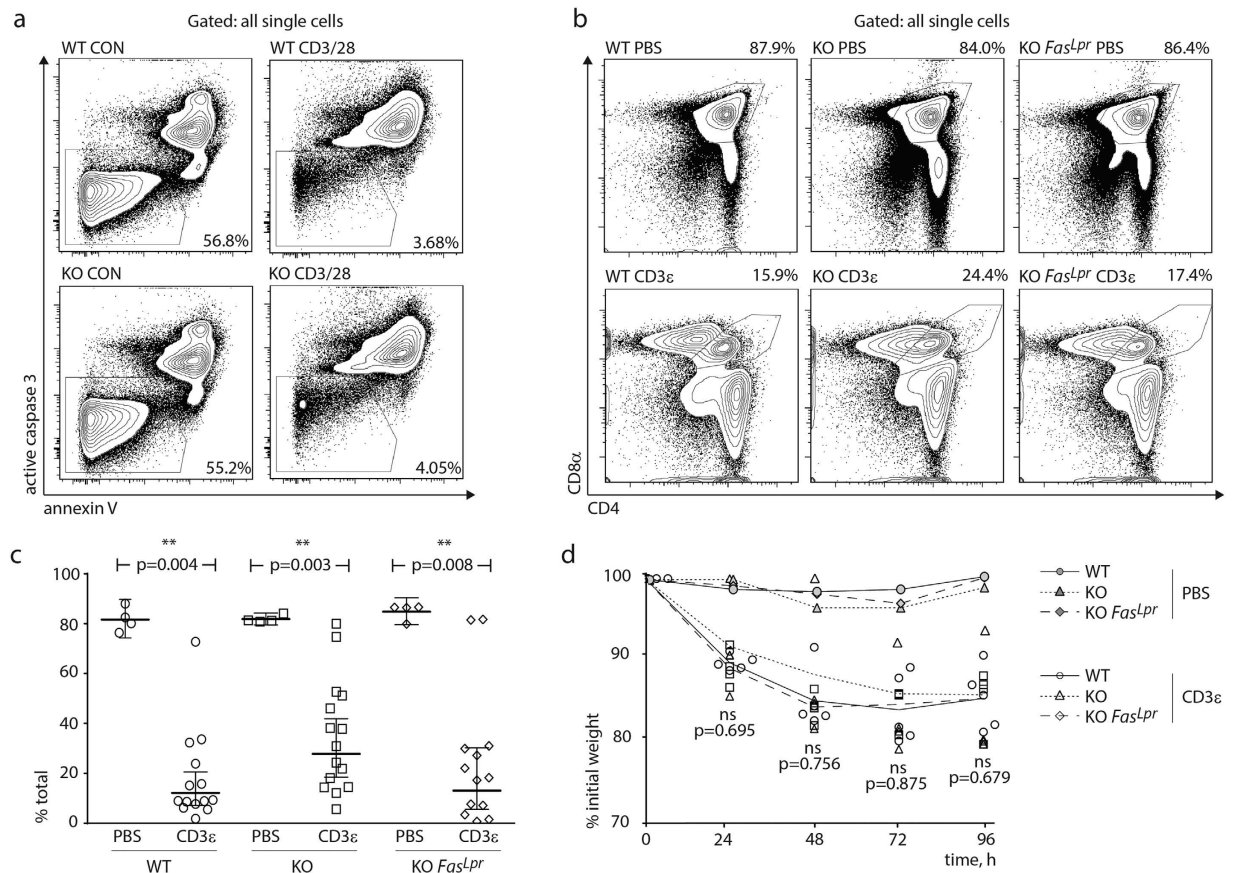 a
Gated: all single cells
WT CON
WT CD3/28
56.8%
3.68%
KO CON
KO CD3/28
55.2%
4.05%
active caspase 3
annexin V
b
Gated: all single cells
WT PBS 87.9%
KO PBS 84.0%
KO FasLpr PBS 86.4%
WT CD3ε 15.9%
KO CD3ε 24.4%
KO FasLpr CD3ε 17.4%
CD8α
CD4
c
** ** **
p=0.004 p=0.003 p=0.008
100
80
60
40
20
0
% total
PBS CD3ε PBS CD3ε PBS CD3ε
WT KO KO FasLpr
d
100
90
80
70
% initial weight
ns
p=0.695
ns
p=0.756
ns
p=0.875
ns
p=0.679
0 24 48 72 96
time, h
WT
KO
KO FasLpr
PBS
WT
KO
KO FasLpr
CD3ε